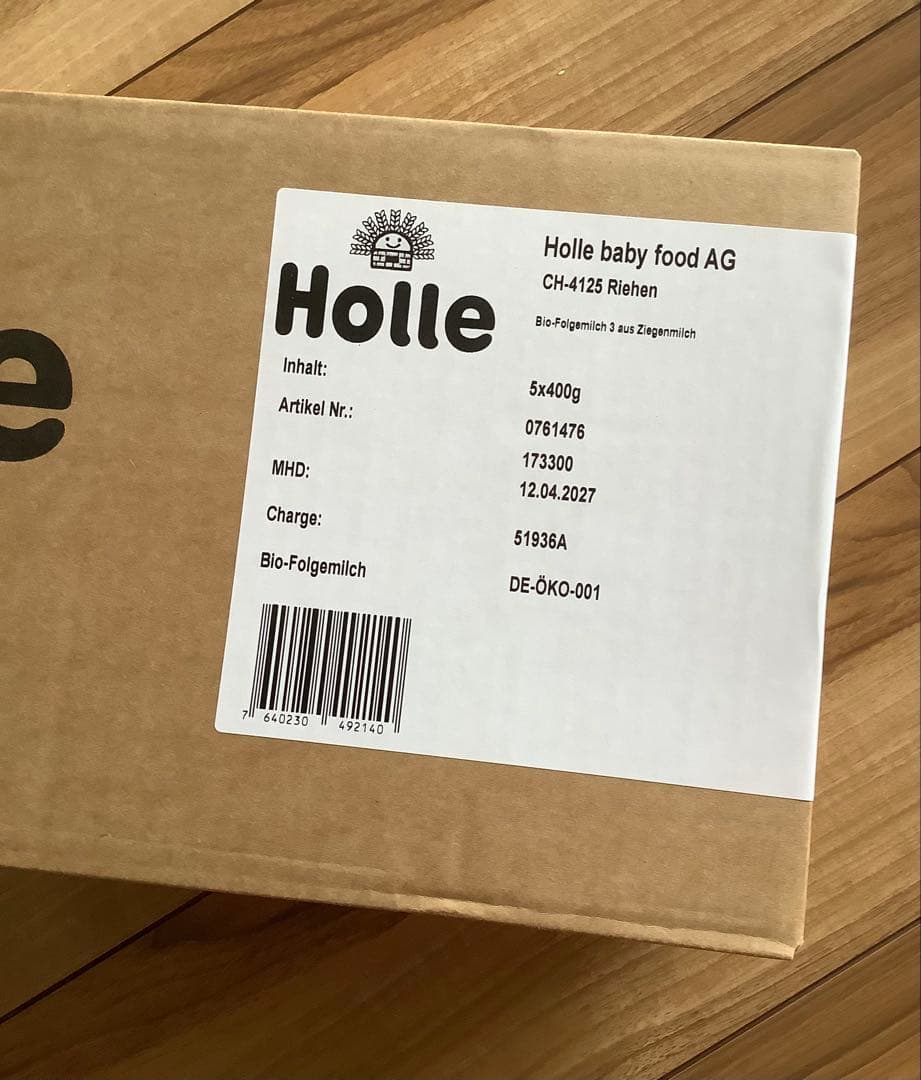 e
Holle
Holle baby food AG
CH-4125 Riehen
Bio-Folgemilch 3 aus Ziegenmilch
Inhalt: 5x400g
Artikel Nr.: 0761476
173300
MHD: 12.04.2027
Charge: 51936A
Bio-Folgemilch DE-ÖKO-001
7 640230 492140